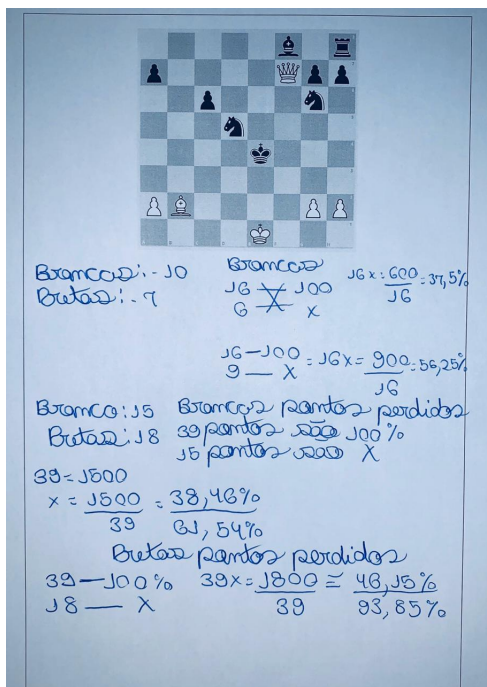 Brancas:- 10
Pretas:- 7
Brancas
16 100
6 x
16x = 600 = 37,5%
16
16-100 = 16x = 900 = 56,25%
9 — X 16
Branco: 15 Brancas pontos perdidos
Pretas: 18 39 pontos são 100%
15 pontos sao X
39 = 1500
x = 1500 = 38,46%
39 61,54%
Pretas pontos perdidos
39 — 100% 39x = 1800 ≅ 46,15%
18 — X 39 93,85%